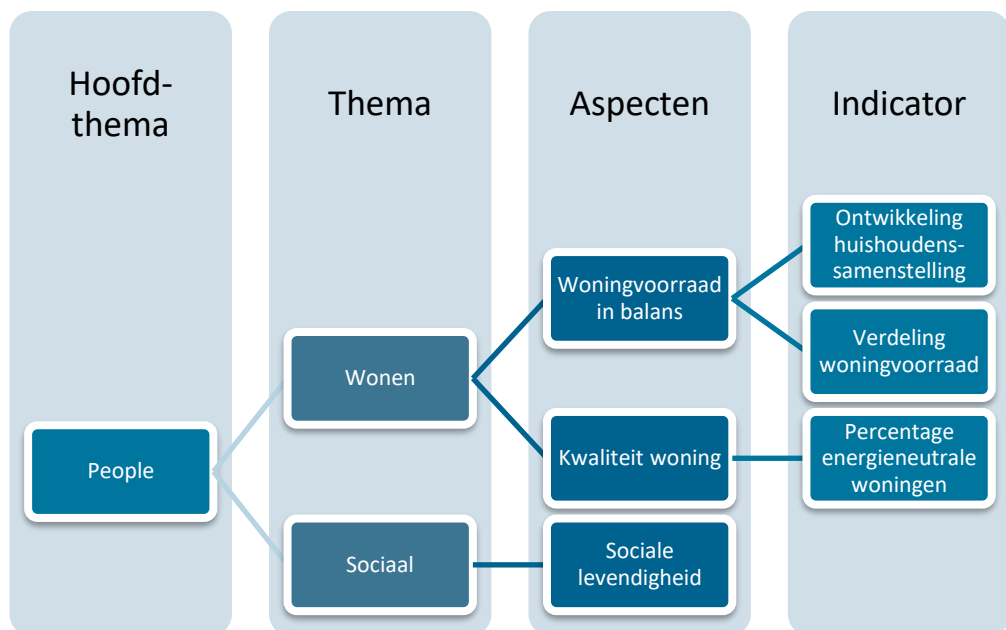 Hoofd-
thema
Thema
Aspecten
Indicator
People
Wonen
Sociaal
Woningvoorraad
in balans
Kwaliteit woning
Sociale
levendigheid
Ontwikkeling
huishoudens-
samenstelling
Verdeling
woningvoorraad
Percentage
energieneutrale
woningen